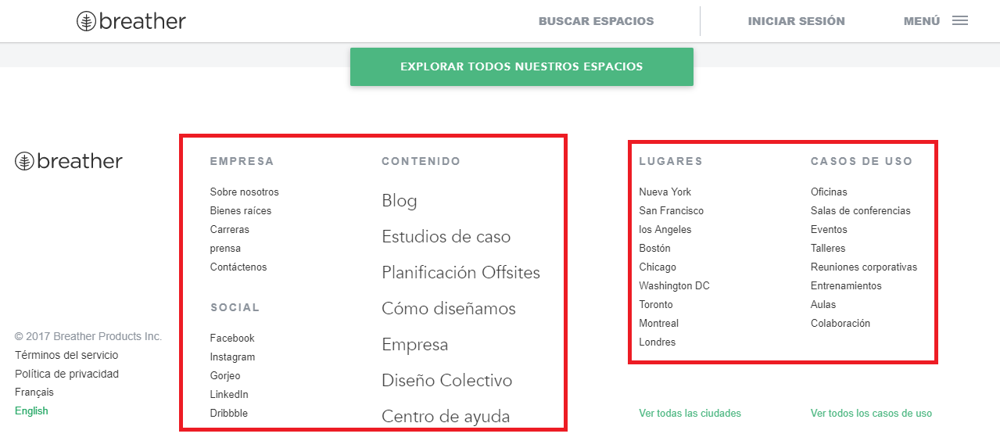 breather
BUSCAR ESPACIOS
INICIAR SESIÓN
MENÚ
EXPLORAR TODOS NUESTROS ESPACIOS
breather
© 2017 Breather Products Inc.
Términos del servicio
Política de privacidad
Français
English
EMPRESA
Sobre nosotros
Bienes raíces
Carreras
prensa
Contáctenos
SOCIAL
Facebook
Instagram
Gorjeo
LinkedIn
Dribbble
CONTENIDO
Blog
Estudios de caso
Planificación Offsites
Cómo diseñamos
Empresa
Diseño Colectivo
Centro de ayuda
LUGARES
Nueva York
San Francisco
los Angeles
Bostón
Chicago
Washington DC
Toronto
Montreal
Londres
Ver todas las ciudades
CASOS DE USO
Oficinas
Salas de conferencias
Eventos
Talleres
Reuniones corporativas
Entrenamientos
Aulas
Colaboración
Ver todos los casos de uso